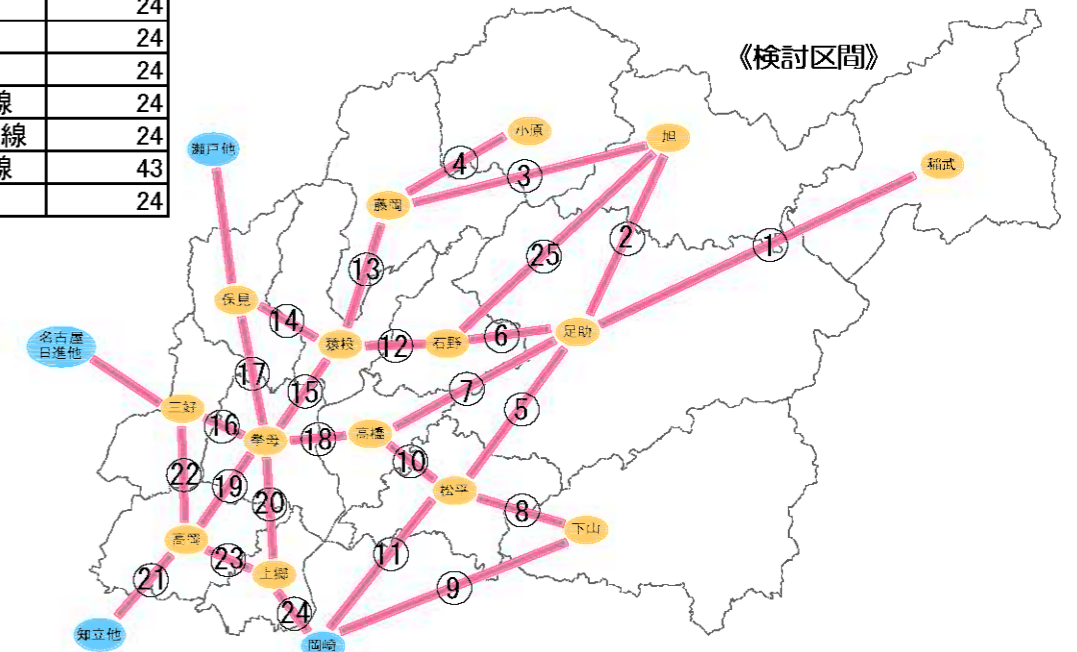 24
24
24
線 24
線 24
線 43
24
《検討区間》
小原
旭
瀬戸他
稲武
④
③
藤岡
②
①
㉕
⑬
保見
⑭
足助
猿投
⑫
石野
⑥
名古屋
日進他
⑰
⑮
⑦
三好
⑤
⑯
挙母
⑱
高橋
⑩
㉒
⑲
松平
⑳
⑧
下山
高岡
⑪
㉓
上郷
㉑
⑨
㉔
知立他
岡崎